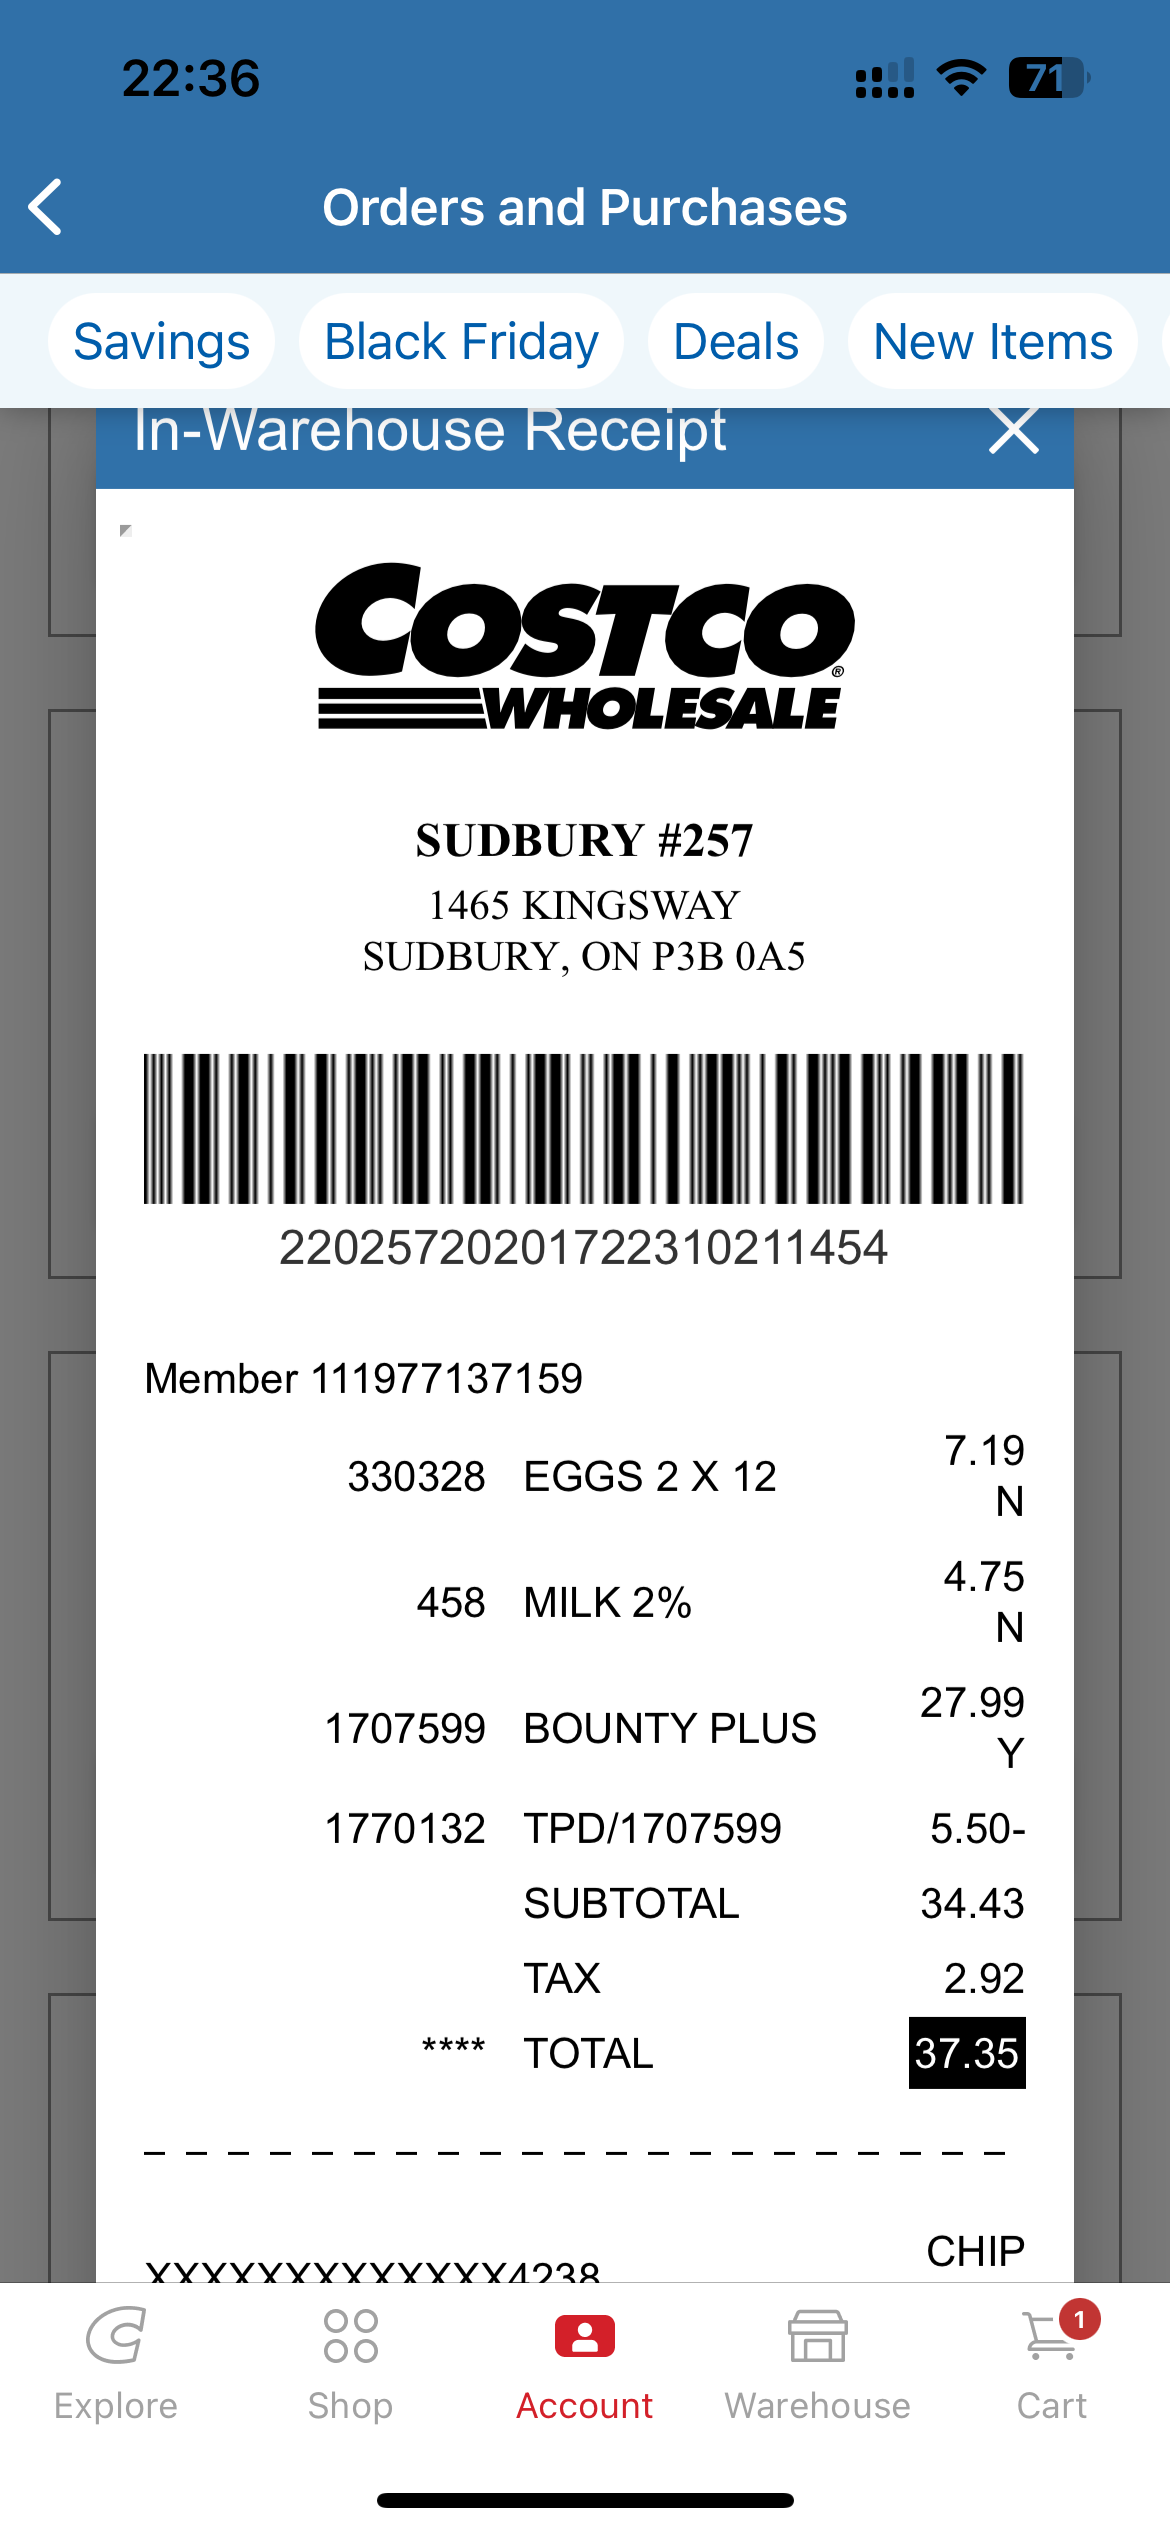 22:36
71
Orders and Purchases
Savings Black Friday Deals New Items
In-Warehouse Receipt
COSTCO
®
WHOLESALE
SUDBURY #257
1465 KINGSWAY
SUDBURY, ON P3B 0A5
22025720201722310211454
Member 111977137159
330328 EGGS 2 X 12 7.19 N
458 MILK 2% 4.75 N
1707599 BOUNTY PLUS 27.99 Y
1770132 TPD/1707599 5.50-
SUBTOTAL 34.43
TAX 2.92
**** TOTAL 37.35
CHIP
XXXXXXXXXXXXX4238
1
Explore Shop Account Warehouse Cart